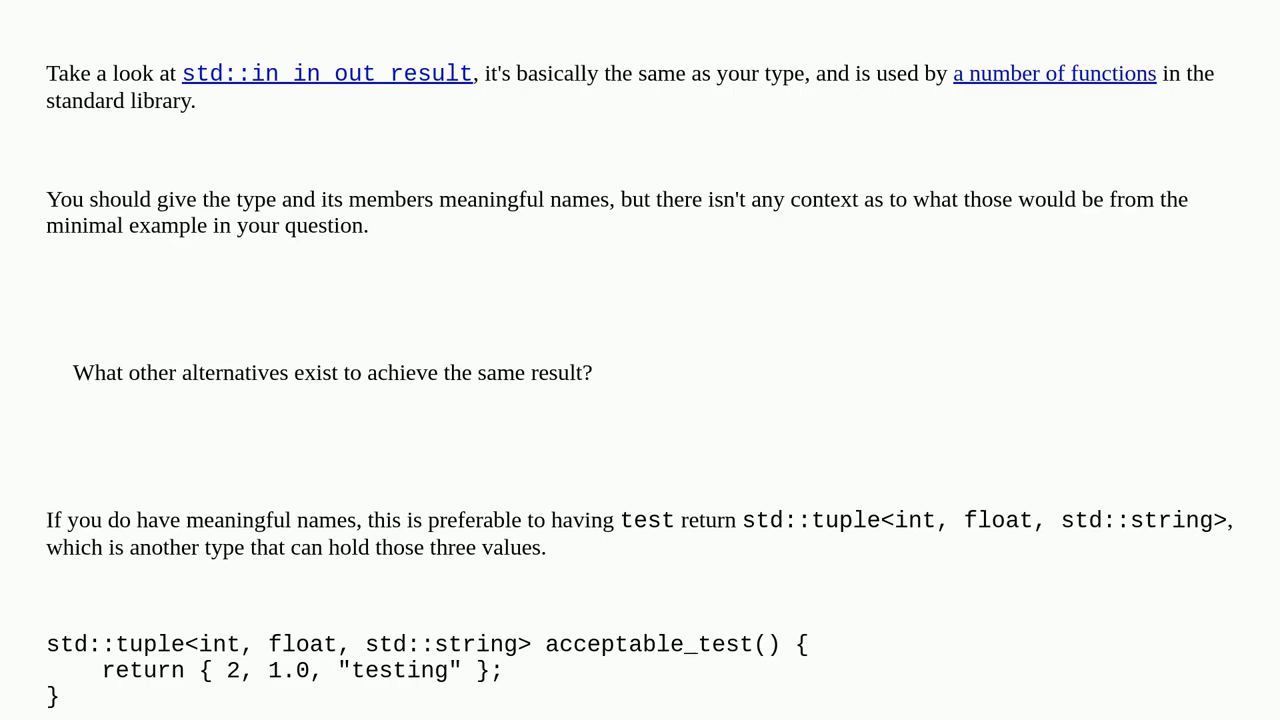 Take a look at std::in_in_out_result, it's basically the same as your type, and is used by a number of functions in the
standard library.
You should give the type and its members meaningful names, but there isn't any context as to what those would be from the
minimal example in your question.
What other alternatives exist to achieve the same result?
If you do have meaningful names, this is preferable to having test return std::tuple<int, float, std::string>,
which is another type that can hold those three values.
std::tuple<int, float, std::string> acceptable_test() {
    return { 2, 1.0, "testing" };
}